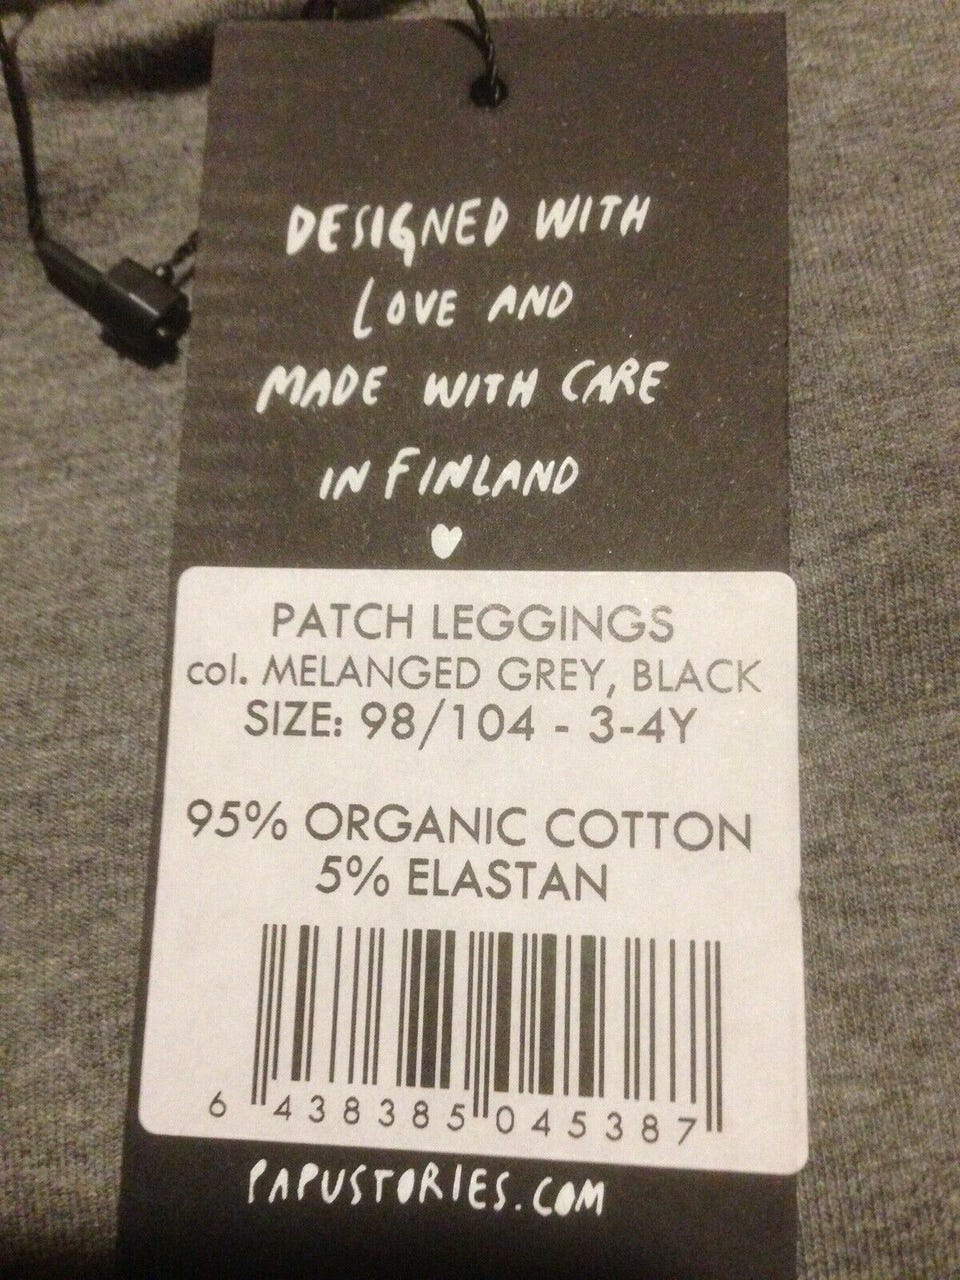 DESIGNED WITH
LOVE AND
MADE WITH CARE
IN FINLAND
PATCH LEGGINGS
col. MELANGED GREY, BLACK
SIZE: 98/104 - 3-4Y
95% ORGANIC COTTON
5% ELASTAN
6 438385 045387
PAPUSTORIES.COM